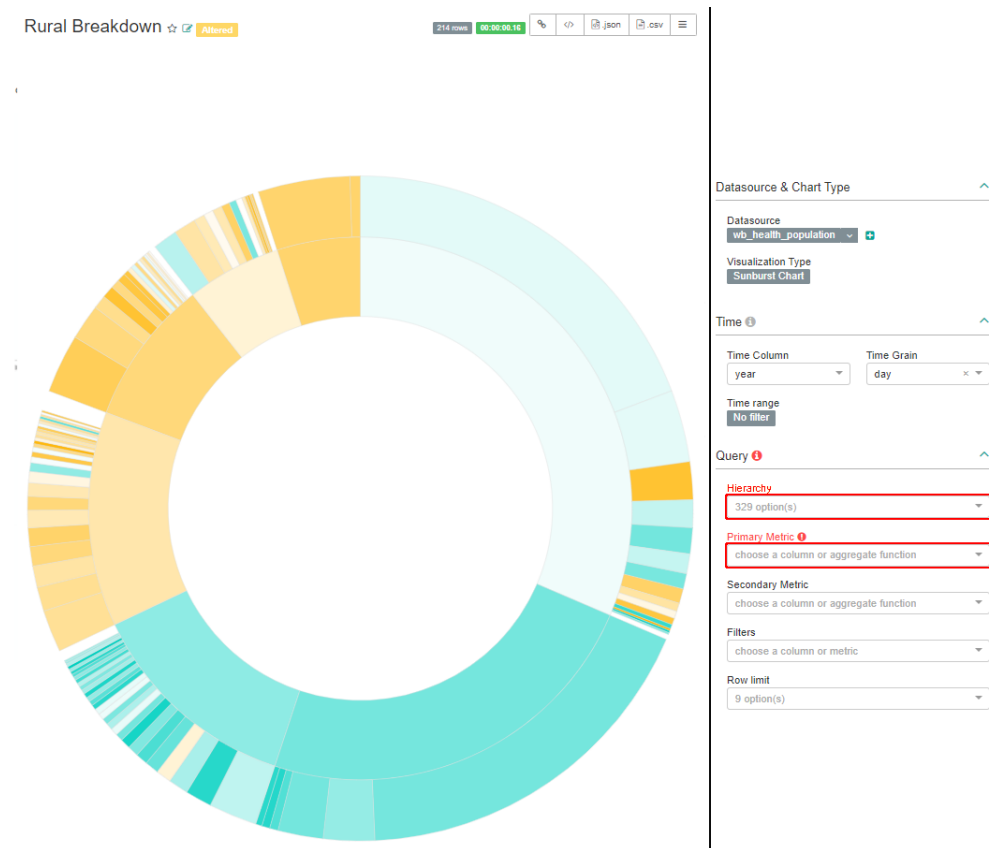 Rural Breakdown Altered
214 rows 00:00:00.16 </> .json .csv
Datasource & Chart Type
Datasource
wb_health_population
Visualization Type
Sunburst Chart
Time
Time Column Time Grain
year day
Time range
No filter
Query
Hierarchy
329 option(s)
Primary Metric
choose a column or aggregate function
Secondary Metric
choose a column or aggregate function
Filters
choose a column or metric
Row limit
9 option(s)